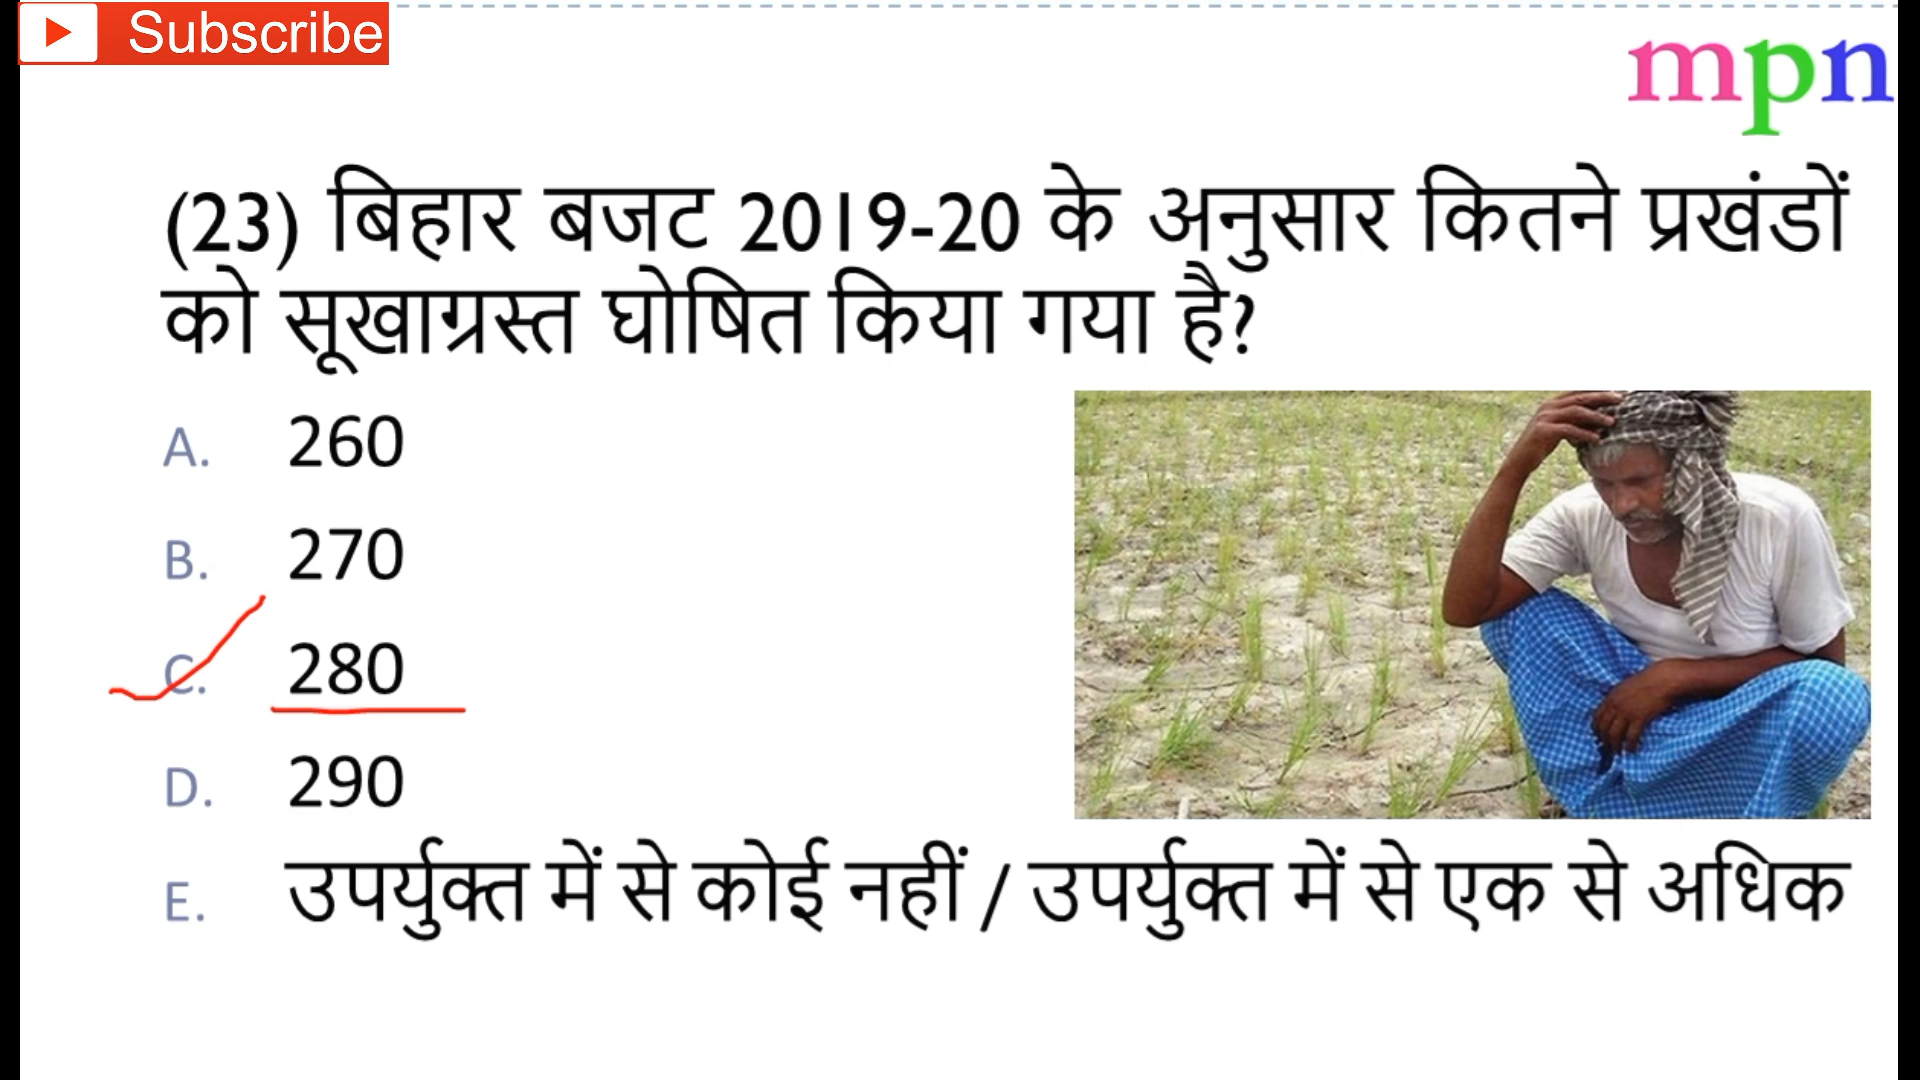 Subscribe
mpn
(23) बिहार बजट 2019-20 के अनुसार कितने प्रखंडों
को सूखाग्रस्त घोषित किया गया है?
A. 260
B. 270
C. 280
D. 290
E. उपर्युक्त में से कोई नहीं / उपर्युक्त में से एक से अधिक